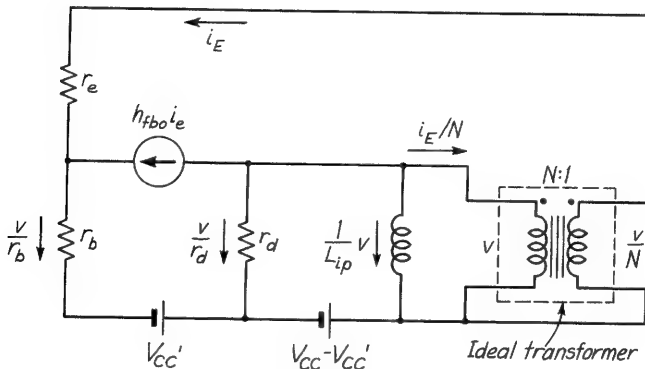 i_E
r_e
h_fbo i_e
i_E/N
N:1
v/r_b
r_b
v/r_d
r_d
1/L_ip v
v
v/N
V_CC'
V_CC-V_CC'
Ideal transformer